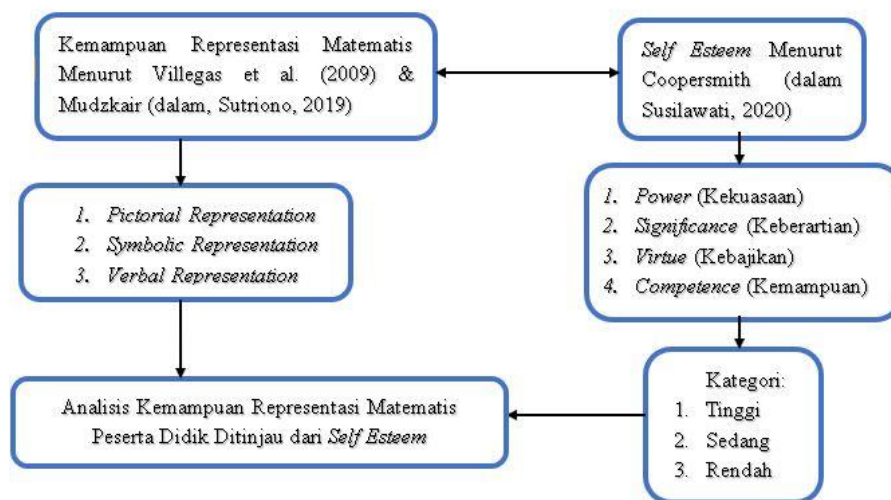 Kemampuan Representasi Matematis
Menurut Villegas et al. (2009) &
Mudzkair (dalam, Sutriono, 2019)
Self Esteem Menurut
Coopersmith (dalam
Susilawati, 2020)
1. Pictorial Representation
2. Symbolic Representation
3. Verbal Representation
1. Power (Kekuasaan)
2. Significance (Keberartian)
3. Virtue (Kebajikan)
4. Competence (Kemampuan)
Analisis Kemampuan Representasi Matematis
Peserta Didik Ditinjau dari Self Esteem
Kategori:
1. Tinggi
2. Sedang
3. Rendah